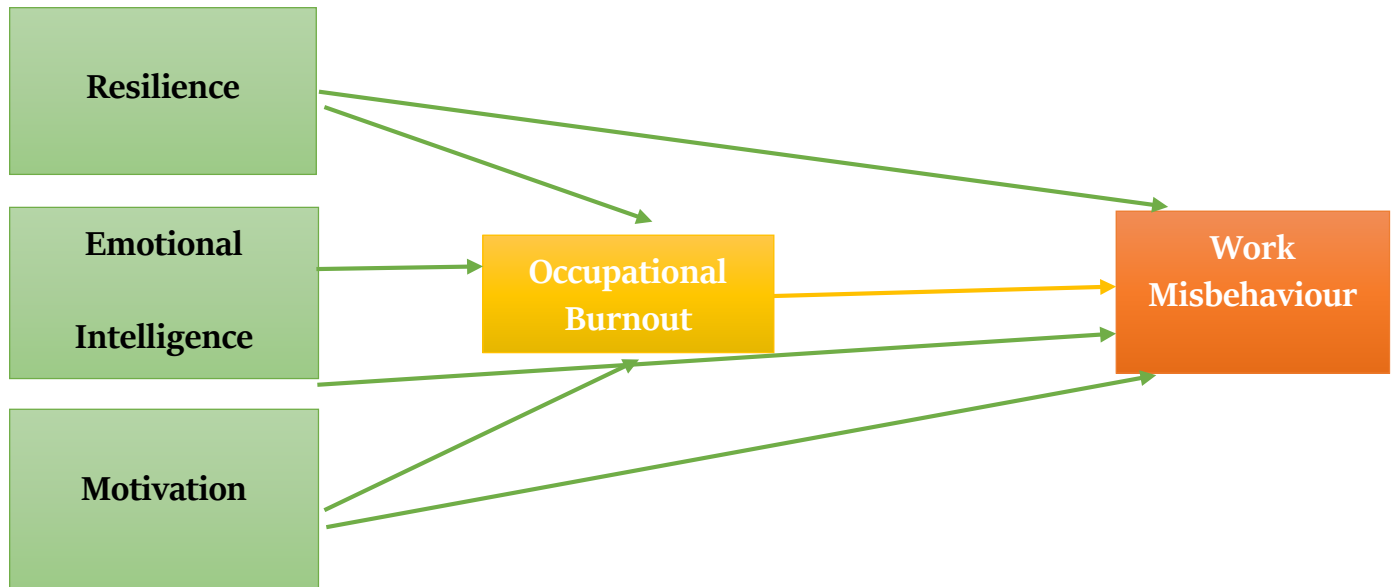 Resilience
Emotional
Intelligence
Occupational
Burnout
Work
Misbehaviour
Motivation